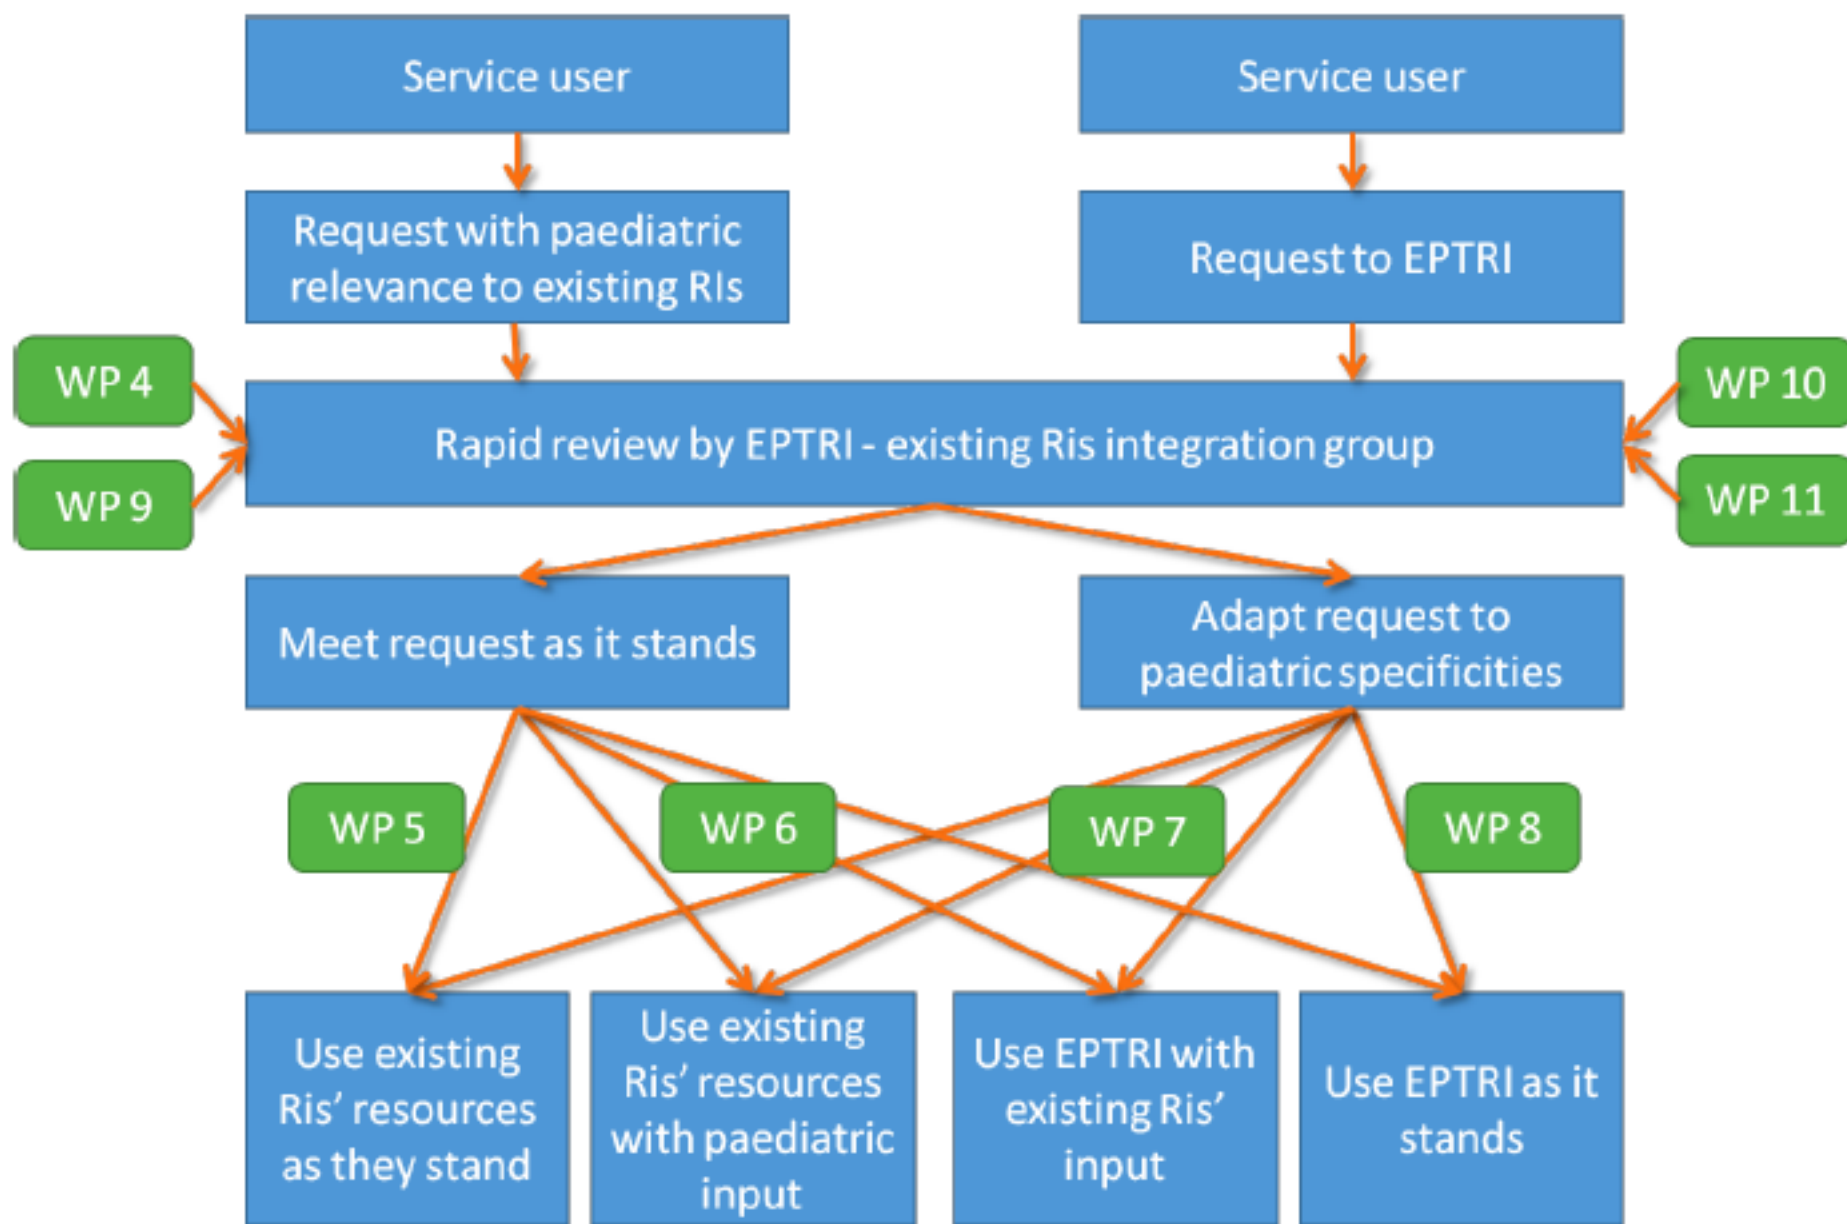 Service user
Service user
Request with paediatric
relevance to existing RIs
Request to EPTRI
WP 4
WP 9
Rapid review by EPTRI - existing Ris integration group
WP 10
WP 11
Meet request as it stands
Adapt request to
paediatric specificities
WP 5
WP 6
WP 7
WP 8
Use existing
Ris’ resources
as they stand
Use existing
Ris’ resources
with paediatric
input
Use EPTRI with
existing Ris’
input
Use EPTRI as it
stands